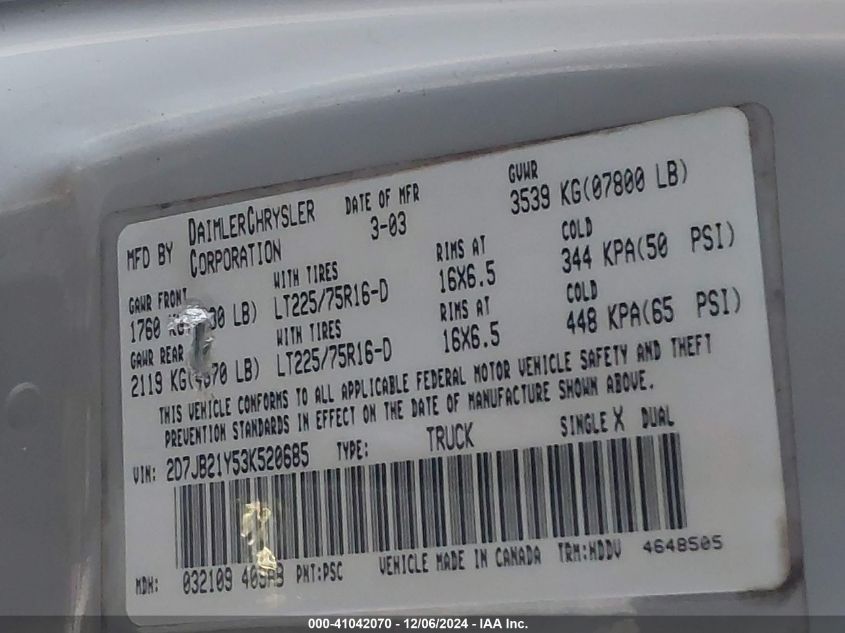 MFD BY DAIMLERCHRYSLER CORPORATION
DATE OF MFR 3-03
GVWR 3539 KG(07800 LB)
GAWR FRONT WITH TIRES RIMS AT COLD
1760 LB) LT225/75R16-D 16X6.5 344 KPA(50 PSI)
GAWR REAR WITH TIRES RIMS AT COLD
2119 LB) LT225/75R16-D 16X6.5 448 KPA(65 PSI)
THIS VEHICLE CONFORMS TO ALL APPLICABLE FEDERAL MOTOR VEHICLE SAFETY AND THEFT
PREVENTION STANDARDS IN EFFECT ON THE DATE OF MANUFACTURE SHOWN ABOVE.
VIN: 2D7JB21Y53K520685 TYPE: TRUCK SINGLE X DUAL
MDH: 032109 PNT:PSC VEHICLE MADE IN CANADA TRM:HDDV 4648505
000-41042070 - 12/06/2024 - IAA Inc.